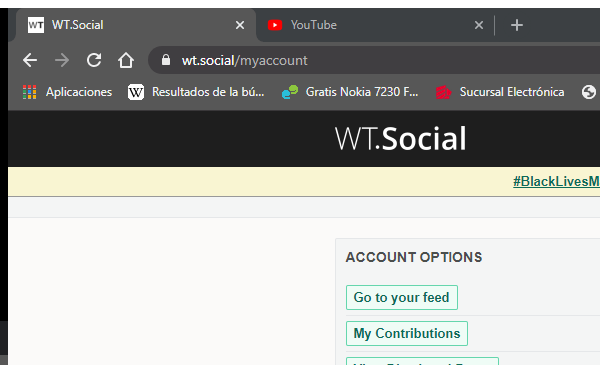 WT WT.Social YouTube
wt.social/myaccount
Aplicaciones W Resultados de la bú... Gratis Nokia 7230 F... Sucursal Electrónica
WT.Social
#BlackLivesM
ACCOUNT OPTIONS
Go to your feed
My Contributions